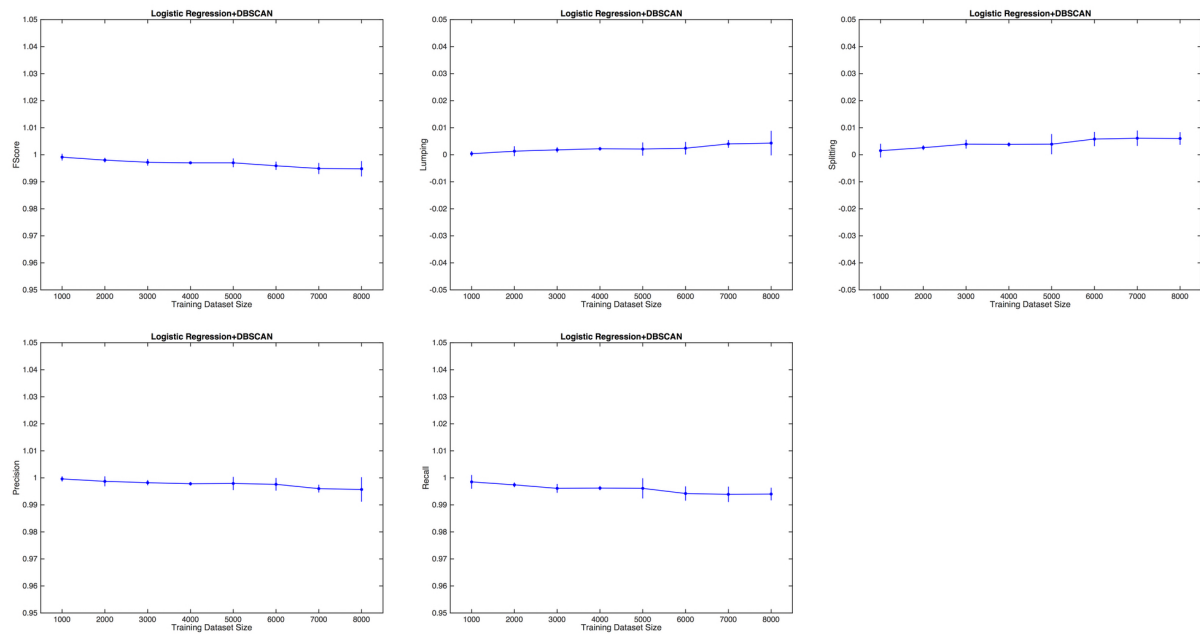 Logistic Regression+DBSCAN
1.05
1.04
1.03
1.02
1.01
1
0.99
0.98
0.97
0.96
0.95
FScore
1000 2000 3000 4000 5000 6000 7000 8000
Training Dataset Size
Logistic Regression+DBSCAN
0.05
0.04
0.03
0.02
0.01
0
-0.01
-0.02
-0.03
-0.04
-0.05
Lumping
1000 2000 3000 4000 5000 6000 7000 8000
Training Dataset Size
Logistic Regression+DBSCAN
0.05
0.04
0.03
0.02
0.01
0
-0.01
-0.02
-0.03
-0.04
-0.05
Splitting
1000 2000 3000 4000 5000 6000 7000 8000
Training Dataset Size
Logistic Regression+DBSCAN
1.05
1.04
1.03
1.02
1.01
1
0.99
0.98
0.97
0.96
0.95
Precision
1000 2000 3000 4000 5000 6000 7000 8000
Training Dataset Size
Logistic Regression+DBSCAN
1.05
1.04
1.03
1.02
1.01
1
0.99
0.98
0.97
0.96
0.95
Recall
1000 2000 3000 4000 5000 6000 7000 8000
Training Dataset Size